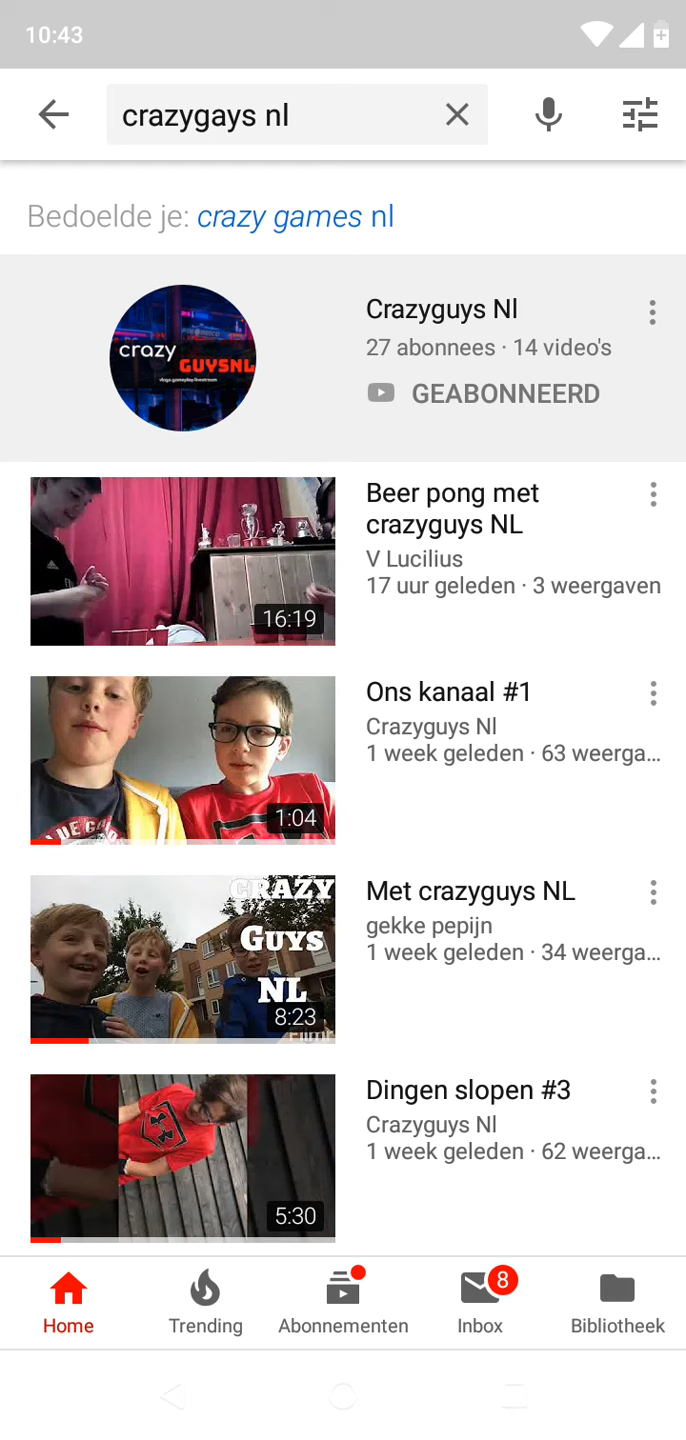 10:43
crazygays nl
Bedoelde je: crazy games nl
crazy
GUYSNL
vlogs gameplay livestream
Crazyguys Nl
27 abonnees · 14 video's
GEABONNEERD
Beer pong met
crazyguys NL
V Lucilius
17 uur geleden · 3 weergaven
16:19
Ons kanaal #1
Crazyguys Nl
1 week geleden · 63 weerga...
1:04
CRAZY
GUYS
NL
8:23
Met crazyguys NL
gekke pepijn
1 week geleden · 34 weerga...
Dingen slopen #3
Crazyguys Nl
1 week geleden · 62 weerga...
5:30
8
Home
Trending
Abonnementen
Inbox
Bibliotheek